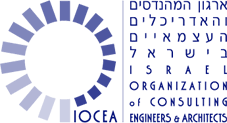 ארגון המהנדסים
והאדריכלים
העצמאיים
בישראל
ISRAEL
ORGANIZATION
of CONSULTING
ENGINEERS & ARCHITECTS
IOCEA